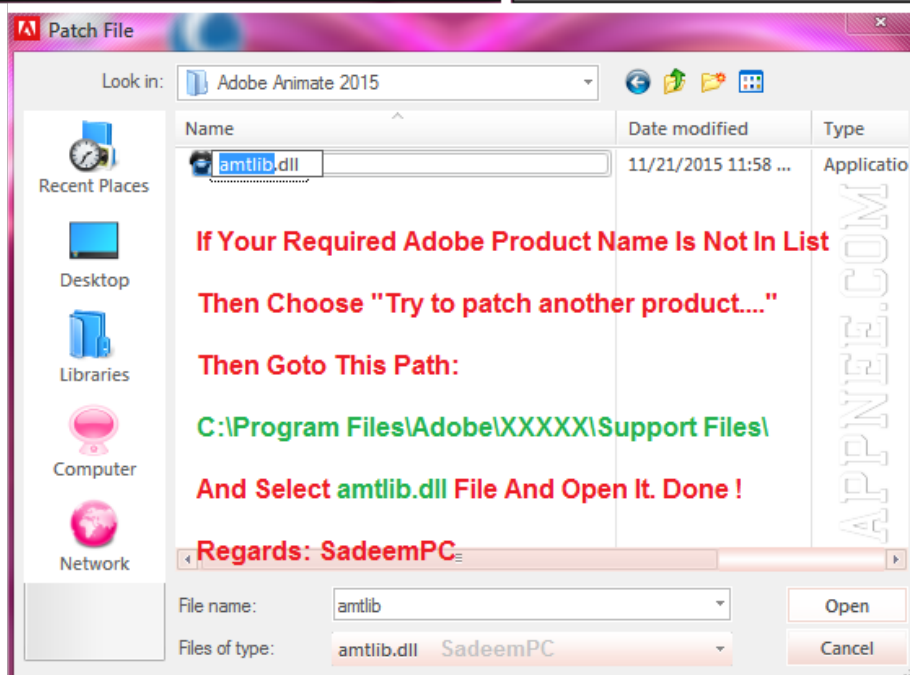 Patch File
Look in:
Adobe Animate 2015
Name
Date modified
Type
amtlib.dll
11/21/2015 11:58 ...
Applicatio
Recent Places
Desktop
Libraries
Computer
Network
If Your Required Adobe Product Name Is Not In List
Then Choose "Try to patch another product...."
Then Goto This Path:
C:\Program Files\Adobe\XXXXX\Support Files\
And Select amtlib.dll File And Open It. Done !
Regards: SadeemPC
APPNEE.COM
File name:
amtlib
Open
Files of type:
amtlib.dll SadeemPC
Cancel